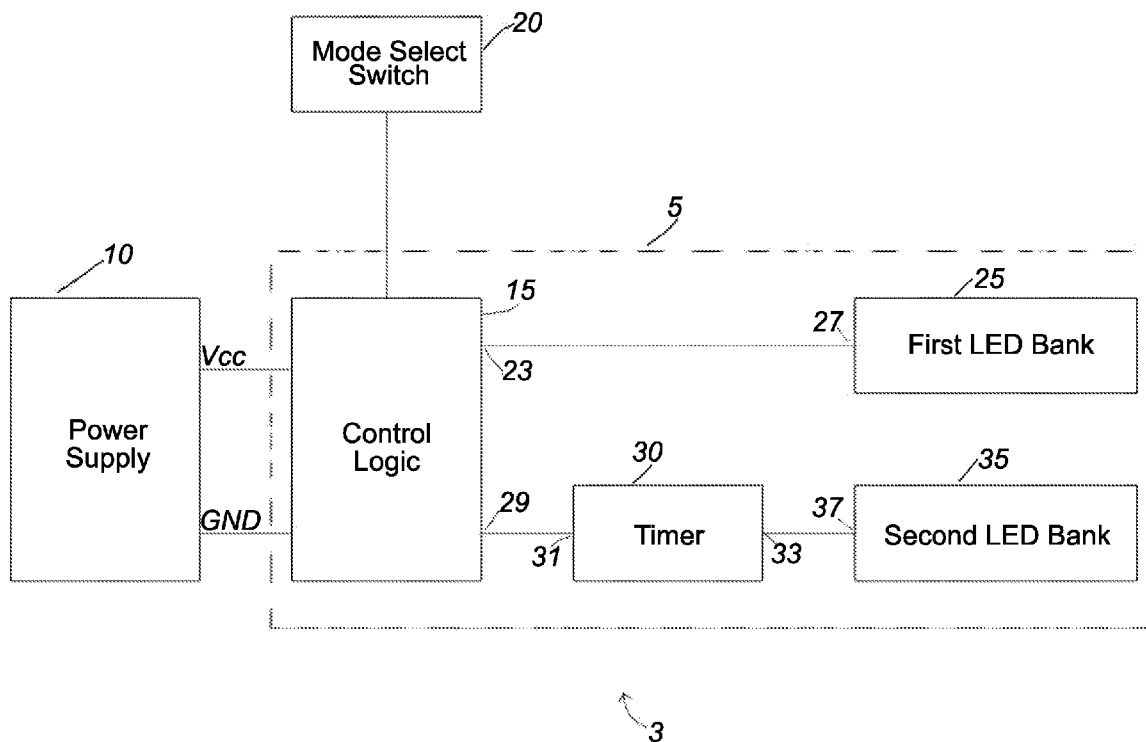 20
Mode Select
Switch
5
10
15
25
Vcc
23
27
First LED Bank
Power
Supply
Control
Logic
30
35
GND
29
31
Timer
33
37
Second LED Bank
3